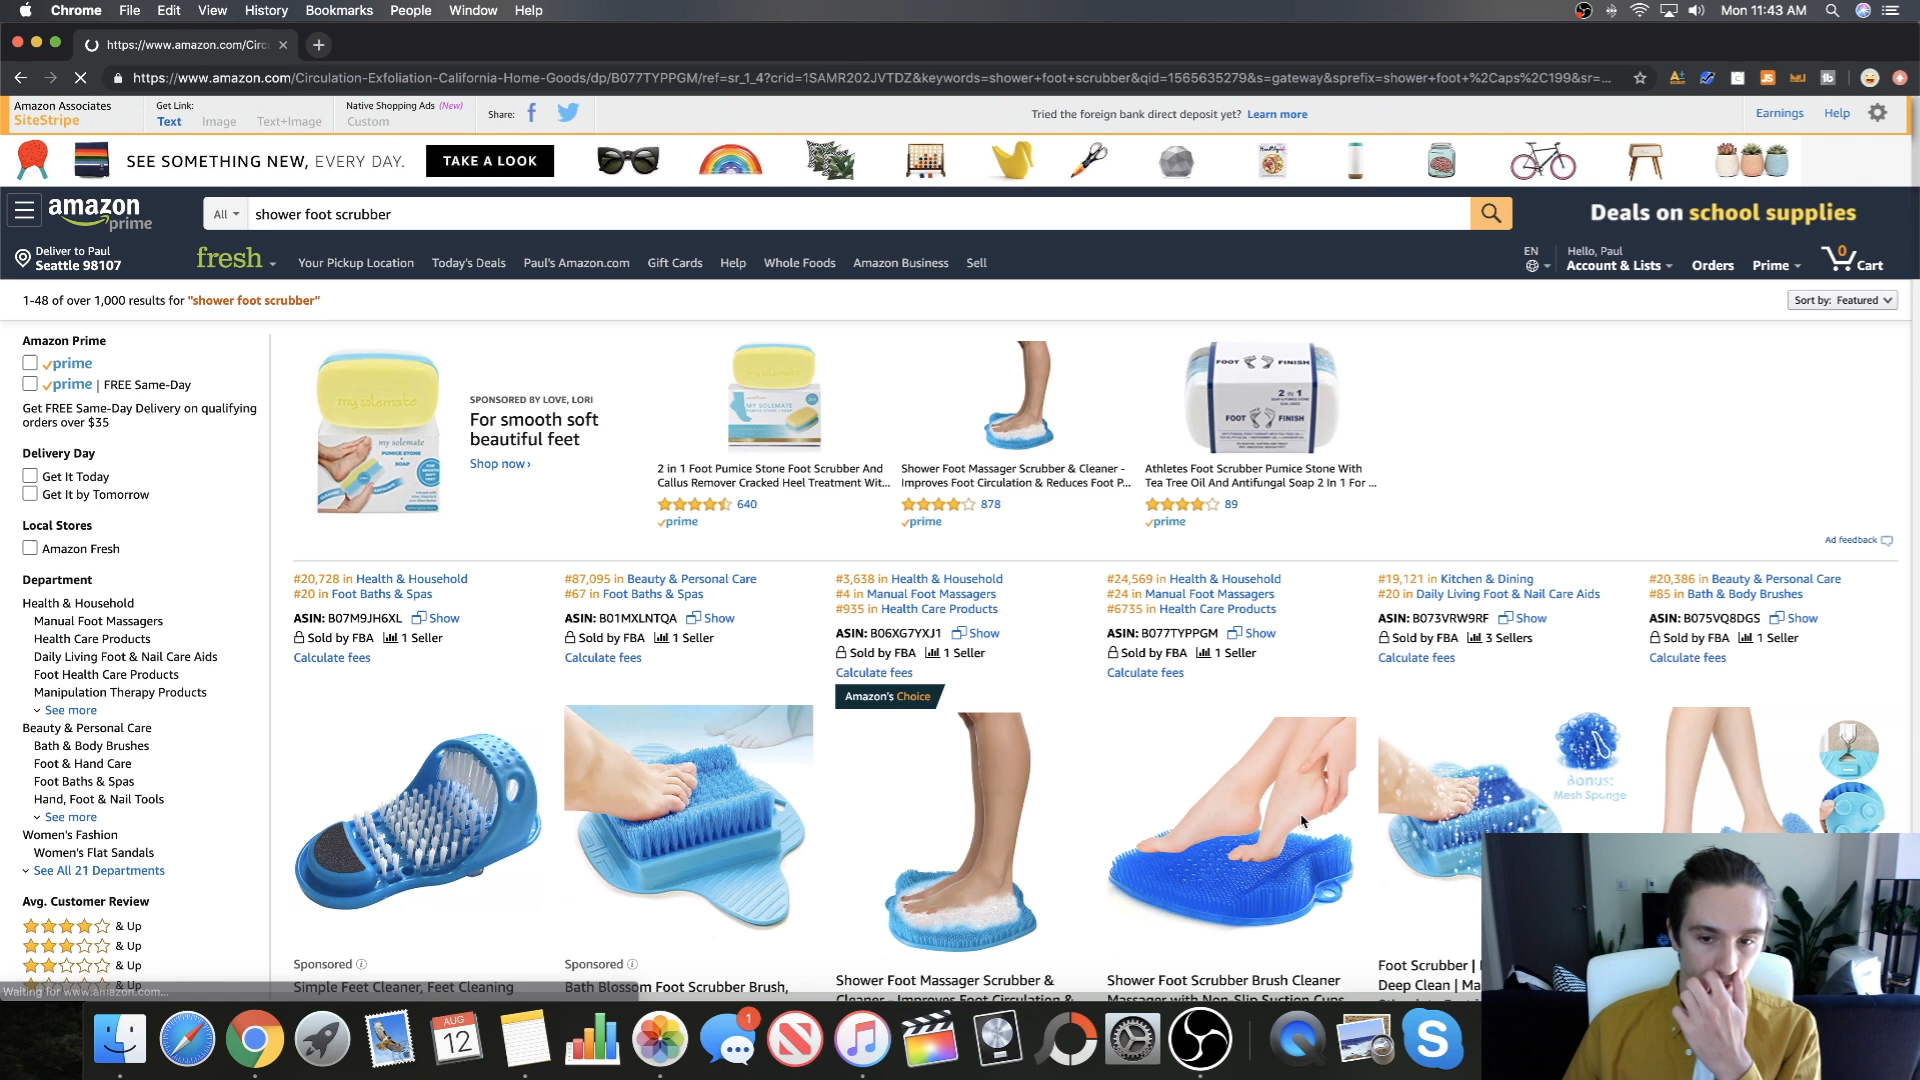 Chrome File Edit View History Bookmarks People Window Help
Mon 11:43 AM
https://www.amazon.com/Circ
https://www.amazon.com/Circulation-Exfoliation-California-Home-Goods/dp/B077TYPPGM/ref=sr_1_4?crid=1SAMR202JVTDZ&keywords=shower+foot+scrubber&qid=1565635279&s=gateway&sprefix=shower+foot+%2Caps%2C199&sr=...
Amazon Associates
SiteStripe
Get Link:
Text Image Text+Image
Native Shopping Ads (New)
Custom
Share:
Tried the foreign bank direct deposit yet? Learn more
Earnings Help
SEE SOMETHING NEW, EVERY DAY. TAKE A LOOK
amazon
prime
All shower foot scrubber
Deals on school supplies
Deliver to Paul
Seattle 98107
fresh Your Pickup Location Today's Deals Paul's Amazon.com Gift Cards Help Whole Foods Amazon Business Sell
EN
Hello, Paul
Account & Lists Orders Prime 0 Cart
1-48 of over 1,000 results for "shower foot scrubber"
Sort by: Featured
Amazon Prime
prime
prime | FREE Same-Day
Get FREE Same-Day Delivery on qualifying
orders over $35
Delivery Day
Get It Today
Get It by Tomorrow
Local Stores
Amazon Fresh
Department
Health & Household
Manual Foot Massagers
Health Care Products
Daily Living Foot & Nail Care Aids
Foot Health Care Products
Manipulation Therapy Products
See more
Beauty & Personal Care
Bath & Body Brushes
Foot & Hand Care
Foot Baths & Spas
Hand, Foot & Nail Tools
See more
Women's Fashion
Women's Flat Sandals
See All 21 Departments
Avg. Customer Review
& Up
& Up
& Up
& Up
Waiting for www.amazon.com...
my solemate
my solemate
PUMICE STONE
SOAP
SPONSORED BY LOVE, LORI
For smooth soft
beautiful feet
Shop now
2 in 1 Foot Pumice Stone Foot Scrubber And
Callus Remover Cracked Heel Treatment Wit...
640
prime
Shower Foot Massager Scrubber & Cleaner -
Improves Foot Circulation & Reduces Foot P...
878
prime
FOOT FINISH
2 IN 1
FOOT FINISH
Athletes Foot Scrubber Pumice Stone With
Tea Tree Oil And Antifungal Soap 2 In 1 For ...
89
prime
Ad feedback
#20,728 in Health & Household
#20 in Foot Baths & Spas
ASIN: B07M9JH6XL Show
Sold by FBA 1 Seller
Calculate fees
#87,095 in Beauty & Personal Care
#67 in Foot Baths & Spas
ASIN: B01MXLNTQA Show
Sold by FBA 1 Seller
Calculate fees
#3,638 in Health & Household
#4 in Manual Foot Massagers
#935 in Health Care Products
ASIN: B06XG7YXJ1 Show
Sold by FBA 1 Seller
Calculate fees
Amazon's Choice
#24,569 in Health & Household
#24 in Manual Foot Massagers
#6735 in Health Care Products
ASIN: B077TYPPGM Show
Sold by FBA 1 Seller
Calculate fees
#19,121 in Kitchen & Dining
#20 in Daily Living Foot & Nail Care Aids
ASIN: B073VRW9RF Show
Sold by FBA 3 Sellers
Calculate fees
#20,386 in Beauty & Personal Care
#85 in Bath & Body Brushes
ASIN: B075VQ8DGS Show
Sold by FBA 1 Seller
Calculate fees
Bonus:
Mesh Sponge
Sponsored
Simple Feet Cleaner, Feet Cleaning
Sponsored
Bath Blossom Foot Scrubber Brush,
Shower Foot Massager Scrubber &
Cleaner - Improves Foot Circulation &
Shower Foot Scrubber Brush Cleaner
Massager with Non-Slip Suction Cups
Foot Scrubber |
Deep Clean | Ma
AUG
12
1